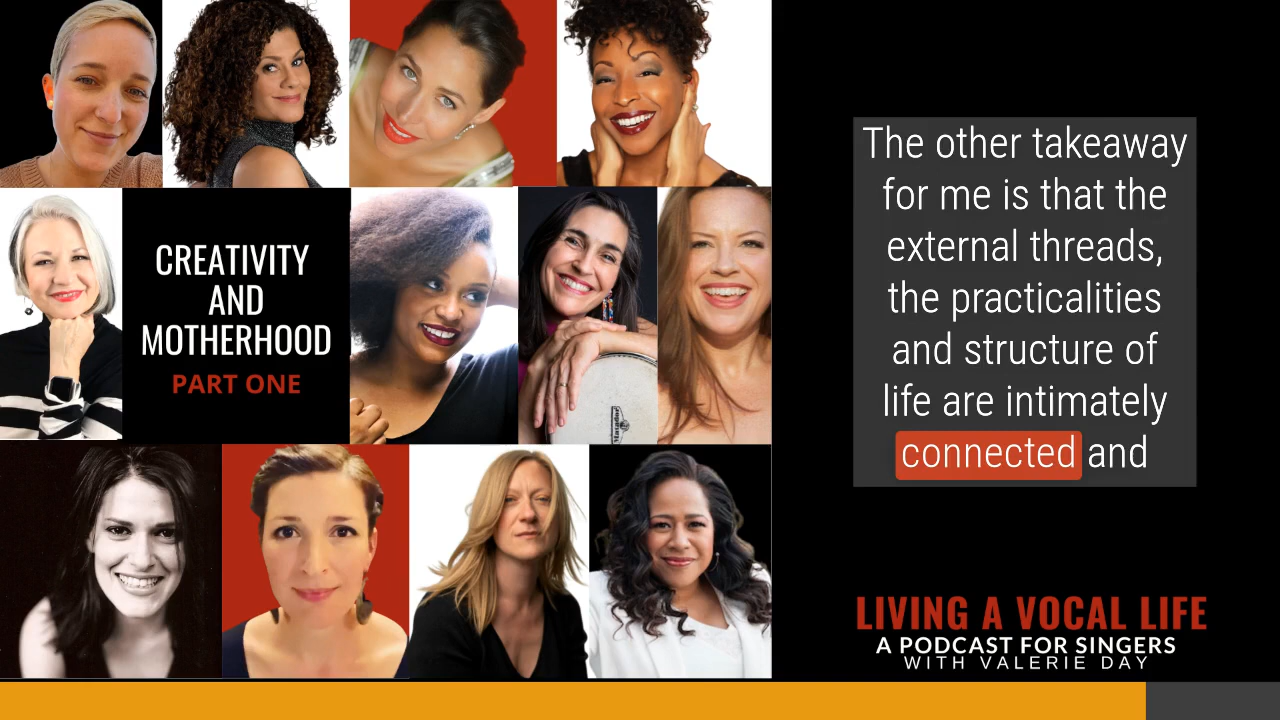 CREATIVITY
AND
MOTHERHOOD
PART ONE
The other takeaway
for me is that the
external threads,
the practicalities
and structure of
life are intimately
connected and
LIVING A VOCAL LIFE
A PODCAST FOR SINGERS
WITH VALERIE DAY
Matador